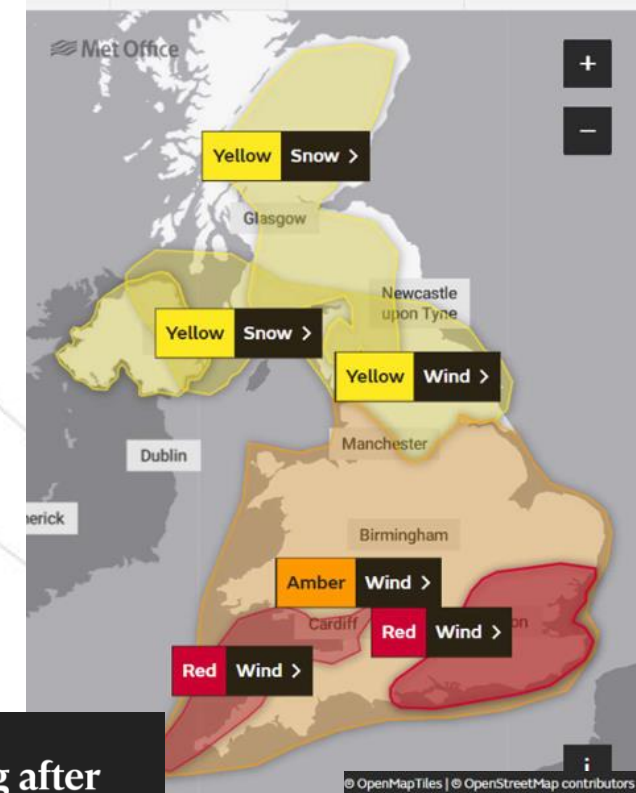 Met Office
+
−
Yellow Snow >
Glasgow
Newcastle
upon Tyne
Yellow Snow >
Yellow Wind >
Manchester
Dublin
erick
Birmingham
Amber Wind >
Cardiff
Red Wind >
on
Red Wind >
i
g after
© OpenMapTiles | © OpenStreetMap contributors